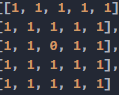 [[1, 1, 1, 1, 1]
[1, 1, 1, 1, 1],
[1, 1, 0, 1, 1],
[1, 1, 1, 1, 1],
[1, 1, 1, 1, 1]